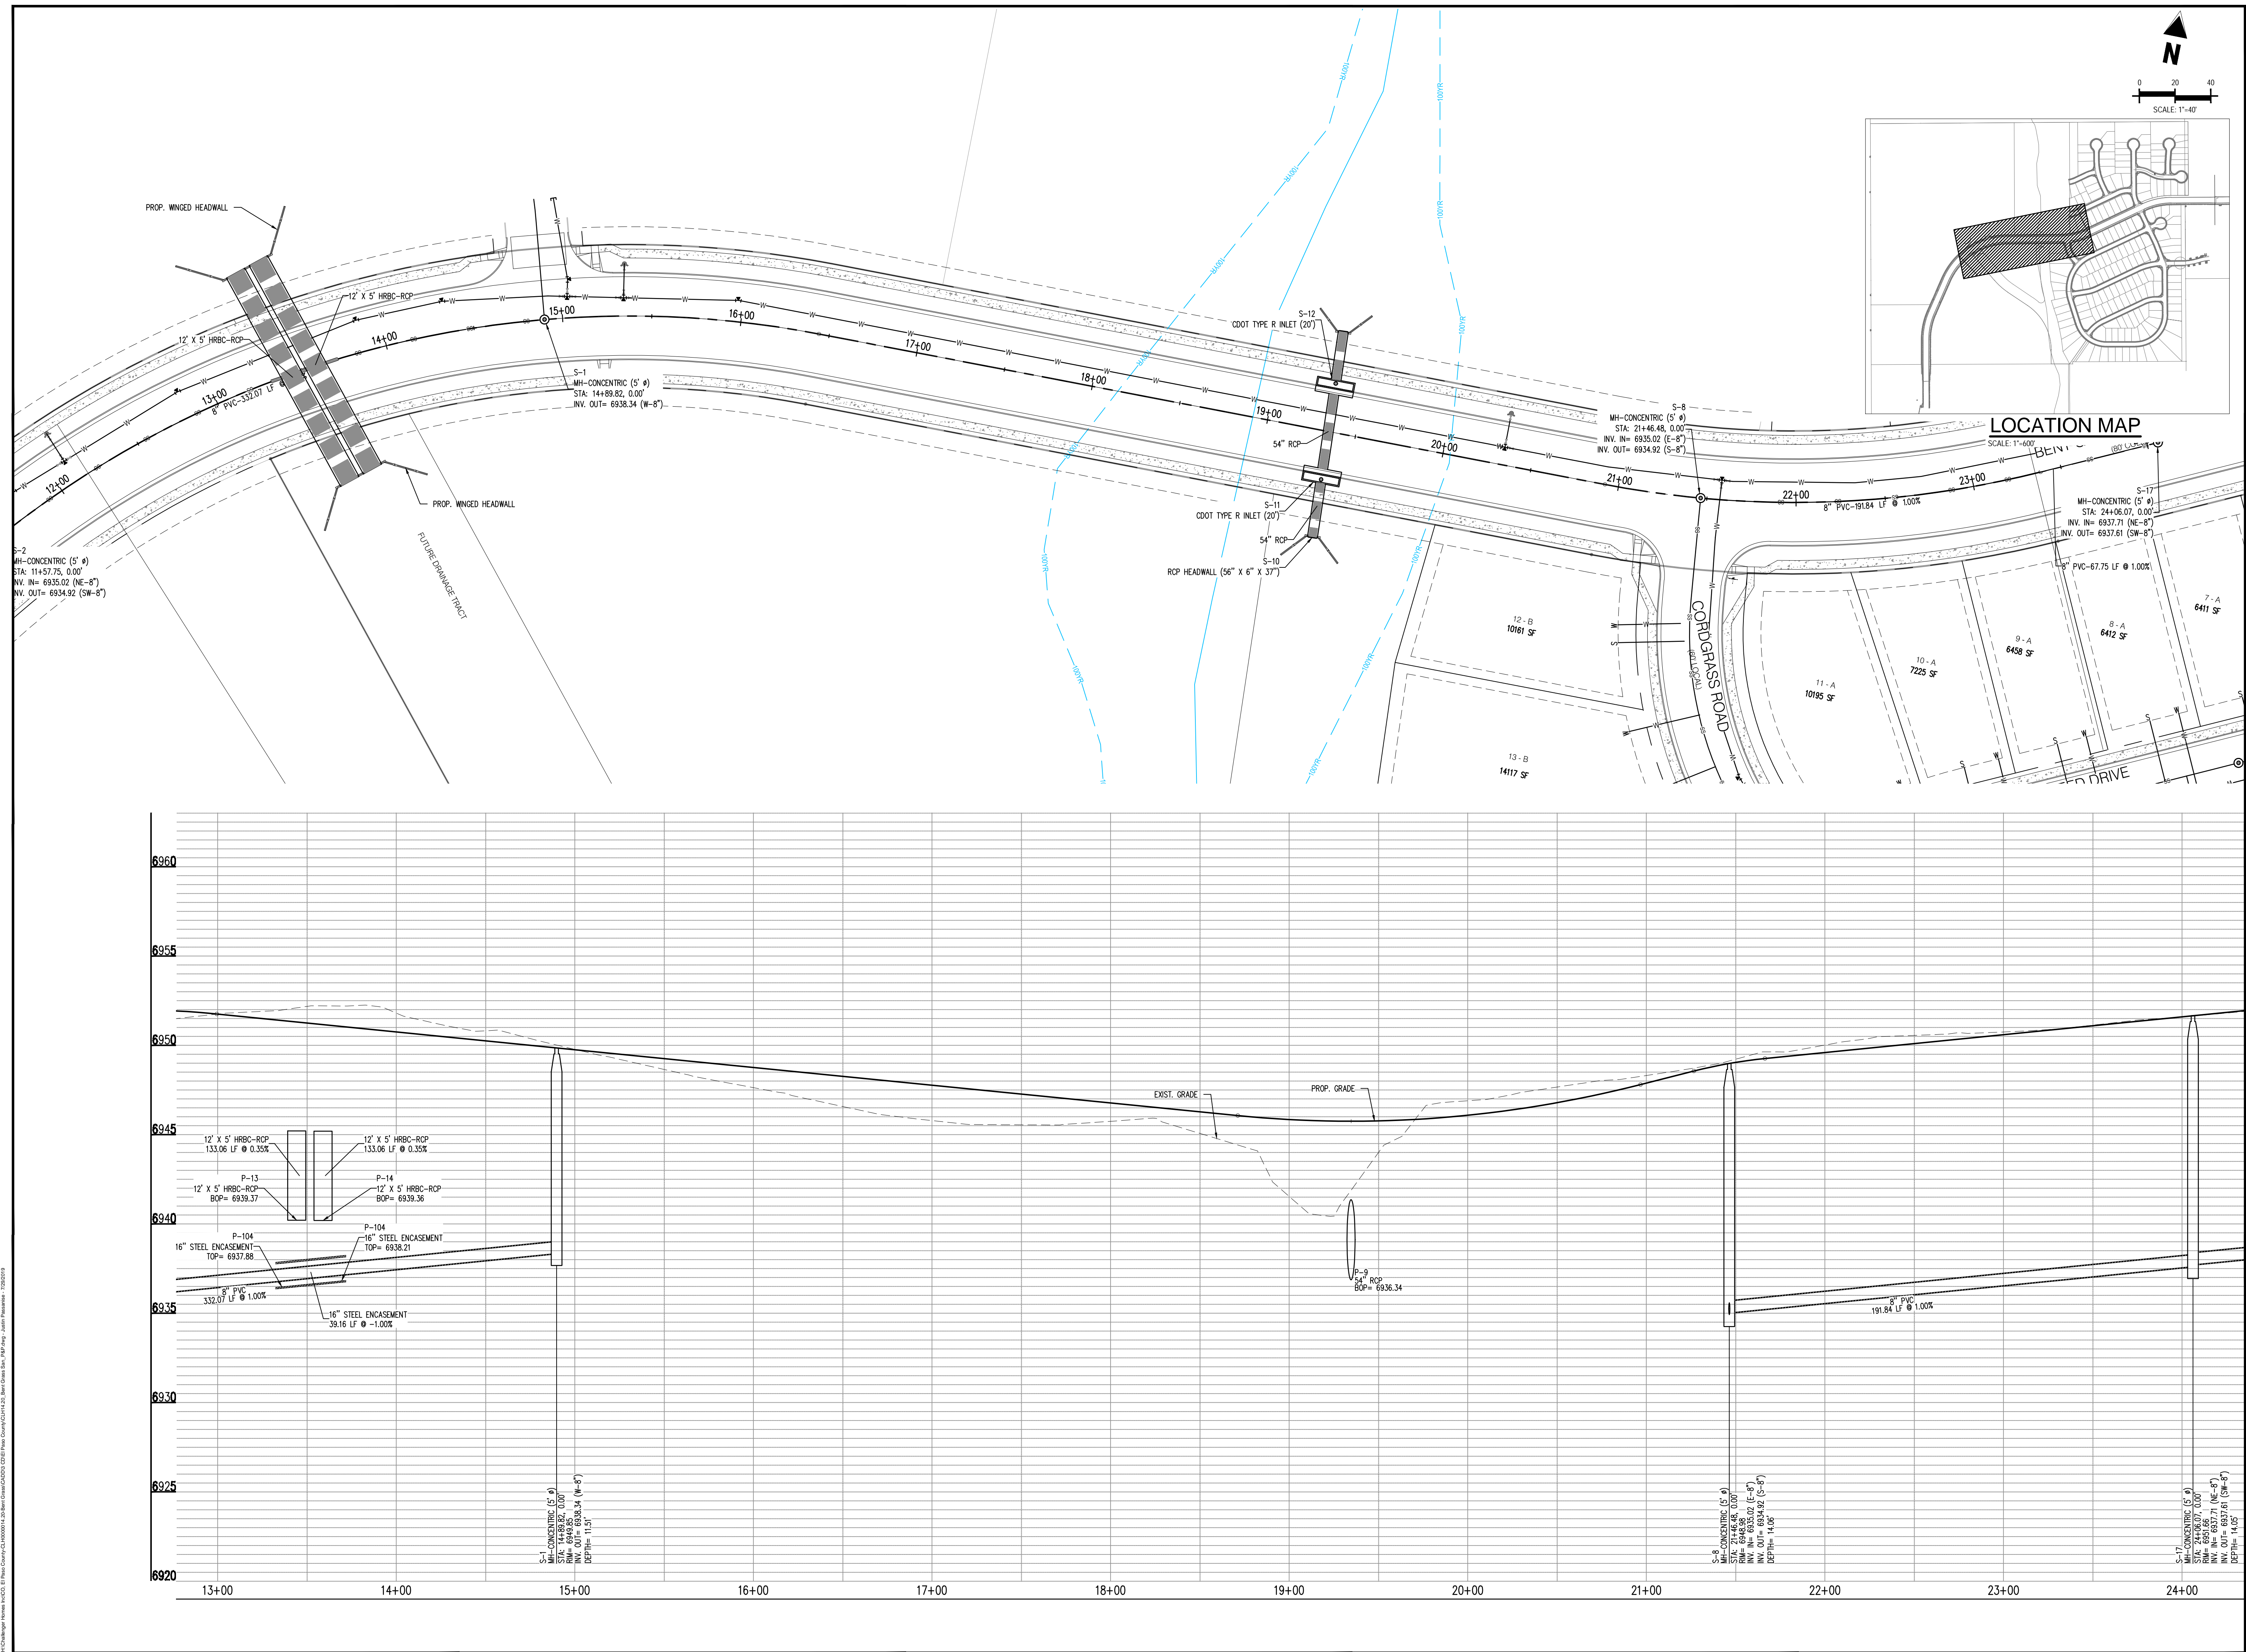 N
0 20 40
SCALE: 1"=40'
LOCATION MAP
SCALE: 1"=600'
PROP. WINGED HEADWALL
12' X 5' HRBC-RCP
12' X 5' HRBC-RCP
8" PVC-332.07 LF @
12+00
13+00
14+00
15+00
16+00
17+00
18+00
19+00
20+00
21+00
22+00
23+00
S-1
MH-CONCENTRIC (5' ø)
STA: 14+89.82, 0.00'
INV. OUT= 6938.34 (W-8")
PROP. WINGED HEADWALL
FUTURE DRAINAGE TRACT
S-2
MH-CONCENTRIC (5' ø)
STA: 11+57.75, 0.00'
INV. IN= 6935.02 (NE-8")
INV. OUT= 6934.92 (SW-8")
100YR
100YR
100YR
100YR
100YR
100YR
100YR
100YR
100YR
100YR
100YR
100YR
S-12
CDOT TYPE R INLET (20')
54" RCP
S-11
CDOT TYPE R INLET (20')
54" RCP
S-10
RCP HEADWALL (56" X 6" X 37")
S-8
MH-CONCENTRIC (5' ø)
STA: 21+46.48, 0.00'
INV. IN= 6935.02 (E-8")
INV. OUT= 6934.92 (S-8")
8" PVC-191.84 LF @ 1.00%
BENT
S-17
MH-CONCENTRIC (5' ø)
STA: 24+06.07, 0.00'
INV. IN= 6937.71 (NE-8")
INV. OUT= 6937.61 (SW-8")
8" PVC-67.75 LF @ 1.00%
CORDGRASS ROAD
(60' LOCAL)
12 - B
10161 SF
13 - B
14117 SF
11 - A
10195 SF
10 - A
7225 SF
9 - A
6458 SF
8 - A
6412 SF
7 - A
6411 SF
DRIVE
6960
6955
6950
6945
6940
6935
6930
6925
6920
12' X 5' HRBC-RCP
133.06 LF @ 0.35%
12' X 5' HRBC-RCP
133.06 LF @ 0.35%
P-13
12' X 5' HRBC-RCP
BOP= 6939.37
P-14
12' X 5' HRBC-RCP
BOP= 6939.36
P-104
16" STEEL ENCASEMENT
TOP= 6937.88
P-104
16" STEEL ENCASEMENT
TOP= 6938.21
8" PVC
332.07 LF @ 1.00%
16" STEEL ENCASEMENT
39.16 LF @ -1.00%
EXIST. GRADE
PROP. GRADE
P-9
54" RCP
BOP= 6936.34
8" PVC
191.84 LF @ 1.00%
S-1
MH-CONCENTRIC (5' ø)
STA: 14+89.82, 0.00'
RIM= 6949.85
INV. OUT= 6938.34 (W-8")
DEPTH= 11.51'
S-8
MH-CONCENTRIC (5' ø)
STA: 21+46.48, 0.00'
RIM= 6948.98
INV. IN= 6935.02 (E-8")
INV. OUT= 6934.92 (S-8")
DEPTH= 14.06'
S-17
MH-CONCENTRIC (5' ø)
STA: 24+06.07, 0.00'
RIM= 6951.66
INV. IN= 6937.71 (NE-8")
INV. OUT= 6937.61 (SW-8")
DEPTH= 14.05'
13+00 14+00 15+00 16+00 17+00 18+00 19+00 20+00 21+00 22+00 23+00 24+00